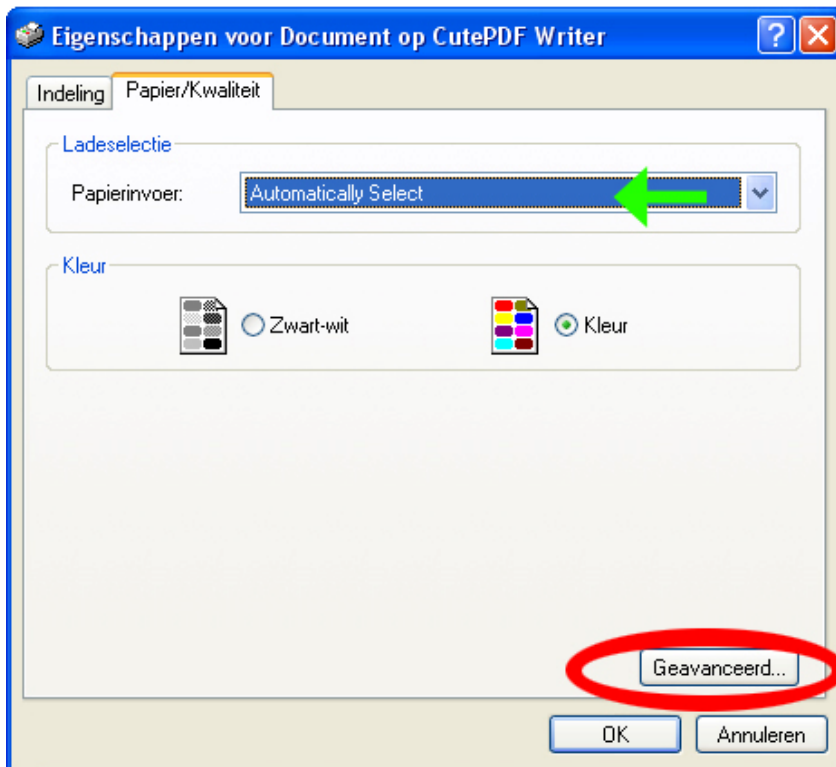 Eigenschappen voor Document op CutePDF Writer
Indeling Papier/Kwaliteit
Ladeselectie
Papierinvoer: Automatically Select
Kleur
Zwart-wit Kleur
Geavanceerd...
OK Annuleren